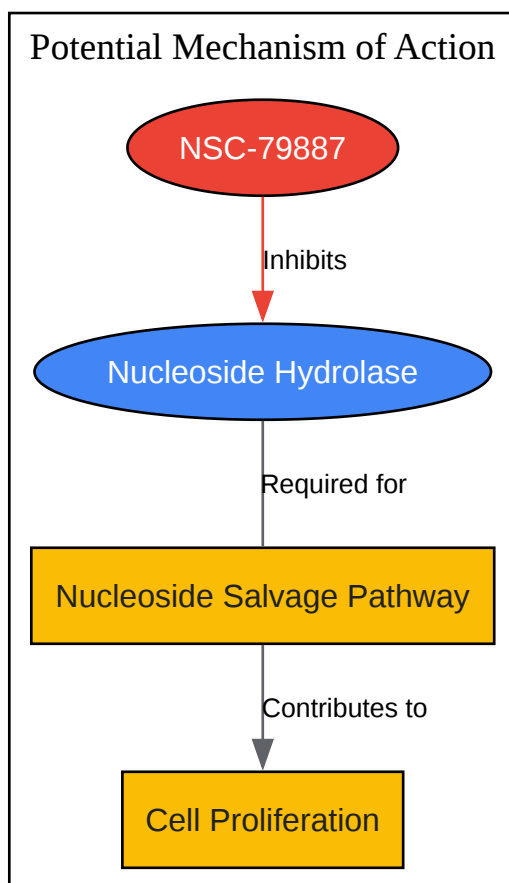 Potential Mechanism of Action
NSC-79887
Inhibits
Nucleoside Hydrolase
Required for
Nucleoside Salvage Pathway
Contributes to
Cell Proliferation